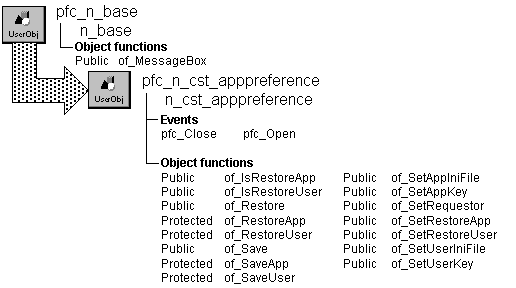 pfc_n_base
UserObj
n_base
Object functions
Public of_MessageBox
pfc_n_cst_apppreference
UserObj
n_cst_apppreference
Events
pfc_Close pfc_Open
Object functions
Public of_IsRestoreApp Public of_SetAppIniFile
Public of_IsRestoreUser Public of_SetAppKey
Public of_Restore Public of_SetRequestor
Protected of_RestoreApp Public of_SetRestoreApp
Protected of_RestoreUser Public of_SetRestoreUser
Public of_Save Public of_SetUserIniFile
Protected of_SaveApp Public of_SetUserKey
Protected of_SaveUser